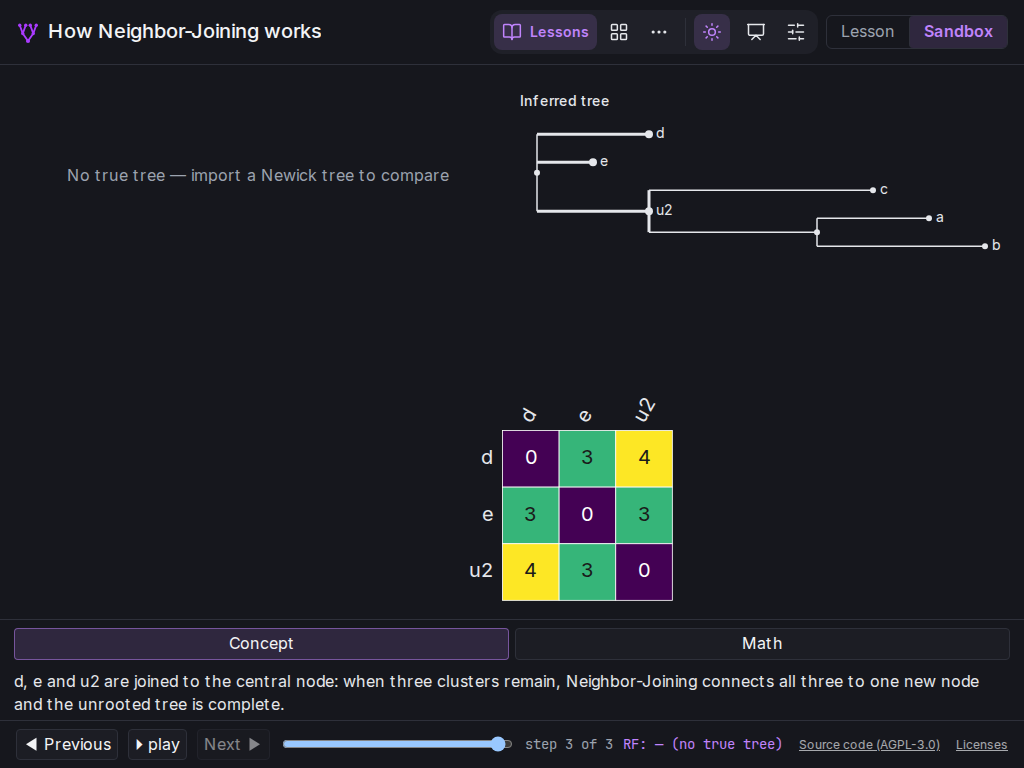 How Neighbor-Joining works
Lessons
Lesson
Sandbox
Inferred tree
No true tree — import a Newick tree to compare
d
e
c
u2
a
b
d e u2
d 0 3 4
e 3 0 3
u2 4 3 0
Concept
Math
d, e and u2 are joined to the central node: when three clusters remain, Neighbor-Joining connects all three to one new node
and the unrooted tree is complete.
Previous
play
Next
step 3 of 3
RF: — (no true tree)
Source code (AGPL-3.0)
Licenses